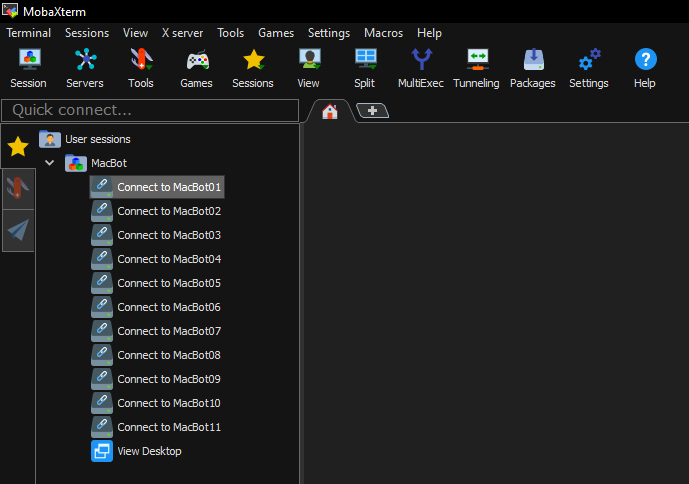 MobaXterm
Terminal Sessions View X server Tools Games Settings Macros Help
Session Servers Tools Games Sessions View Split MultiExec Tunneling Packages Settings Help
Quick connect...
User sessions
MacBot
Connect to MacBot01
Connect to MacBot02
Connect to MacBot03
Connect to MacBot04
Connect to MacBot05
Connect to MacBot06
Connect to MacBot07
Connect to MacBot08
Connect to MacBot09
Connect to MacBot10
Connect to MacBot11
View Desktop